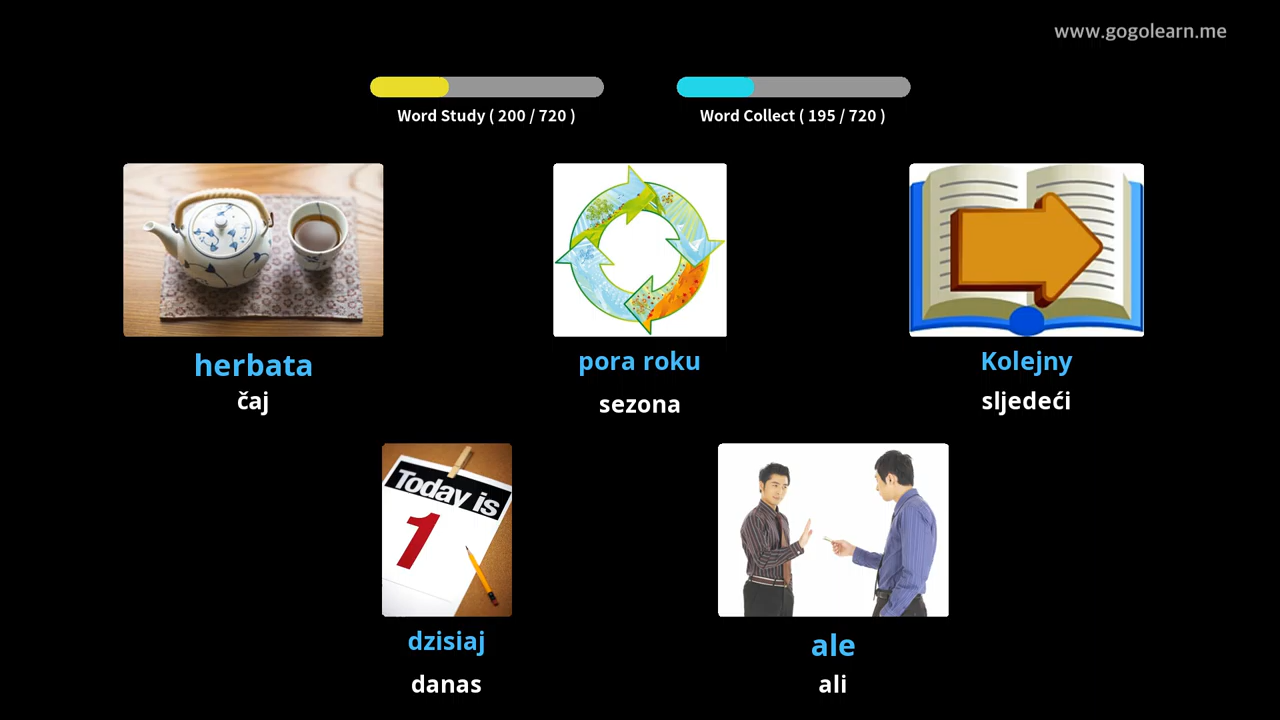 www.gogolearn.me
Word Study ( 200 / 720 )
Word Collect ( 195 / 720 )
herbata
čaj
pora roku
sezona
Kolejny
sljedeći
Today is
1
dzisiaj
danas
ale
ali